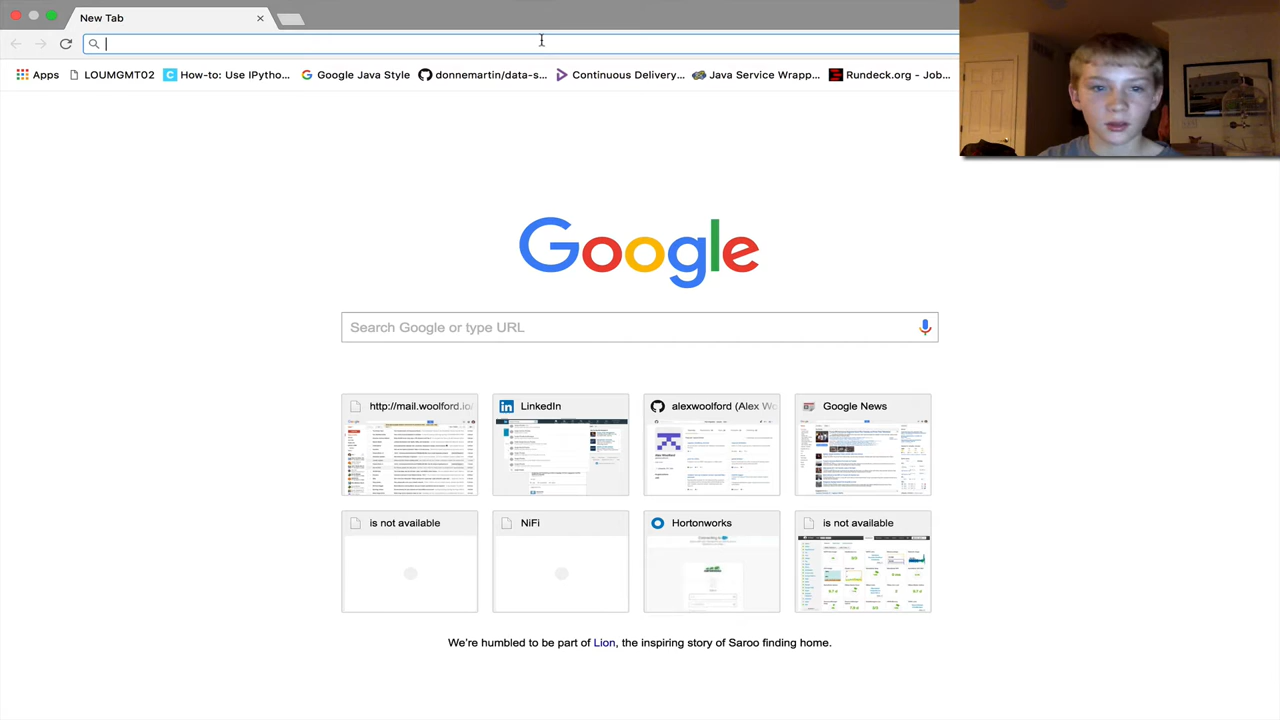 New Tab
Apps LOUMGMT02 How-to: Use IPytho... Google Java Style donnemartin/data-s... Continuous Delivery,... Java Service Wrapp... Rundeck.org - Job...
Google
Search Google or type URL
http://mail.woolford.io/ LinkedIn alexwoolford (Alex Wo Google News
is not available NiFi Hortonworks is not available
We're humbled to be part of Lion, the inspiring story of Saroo finding home.